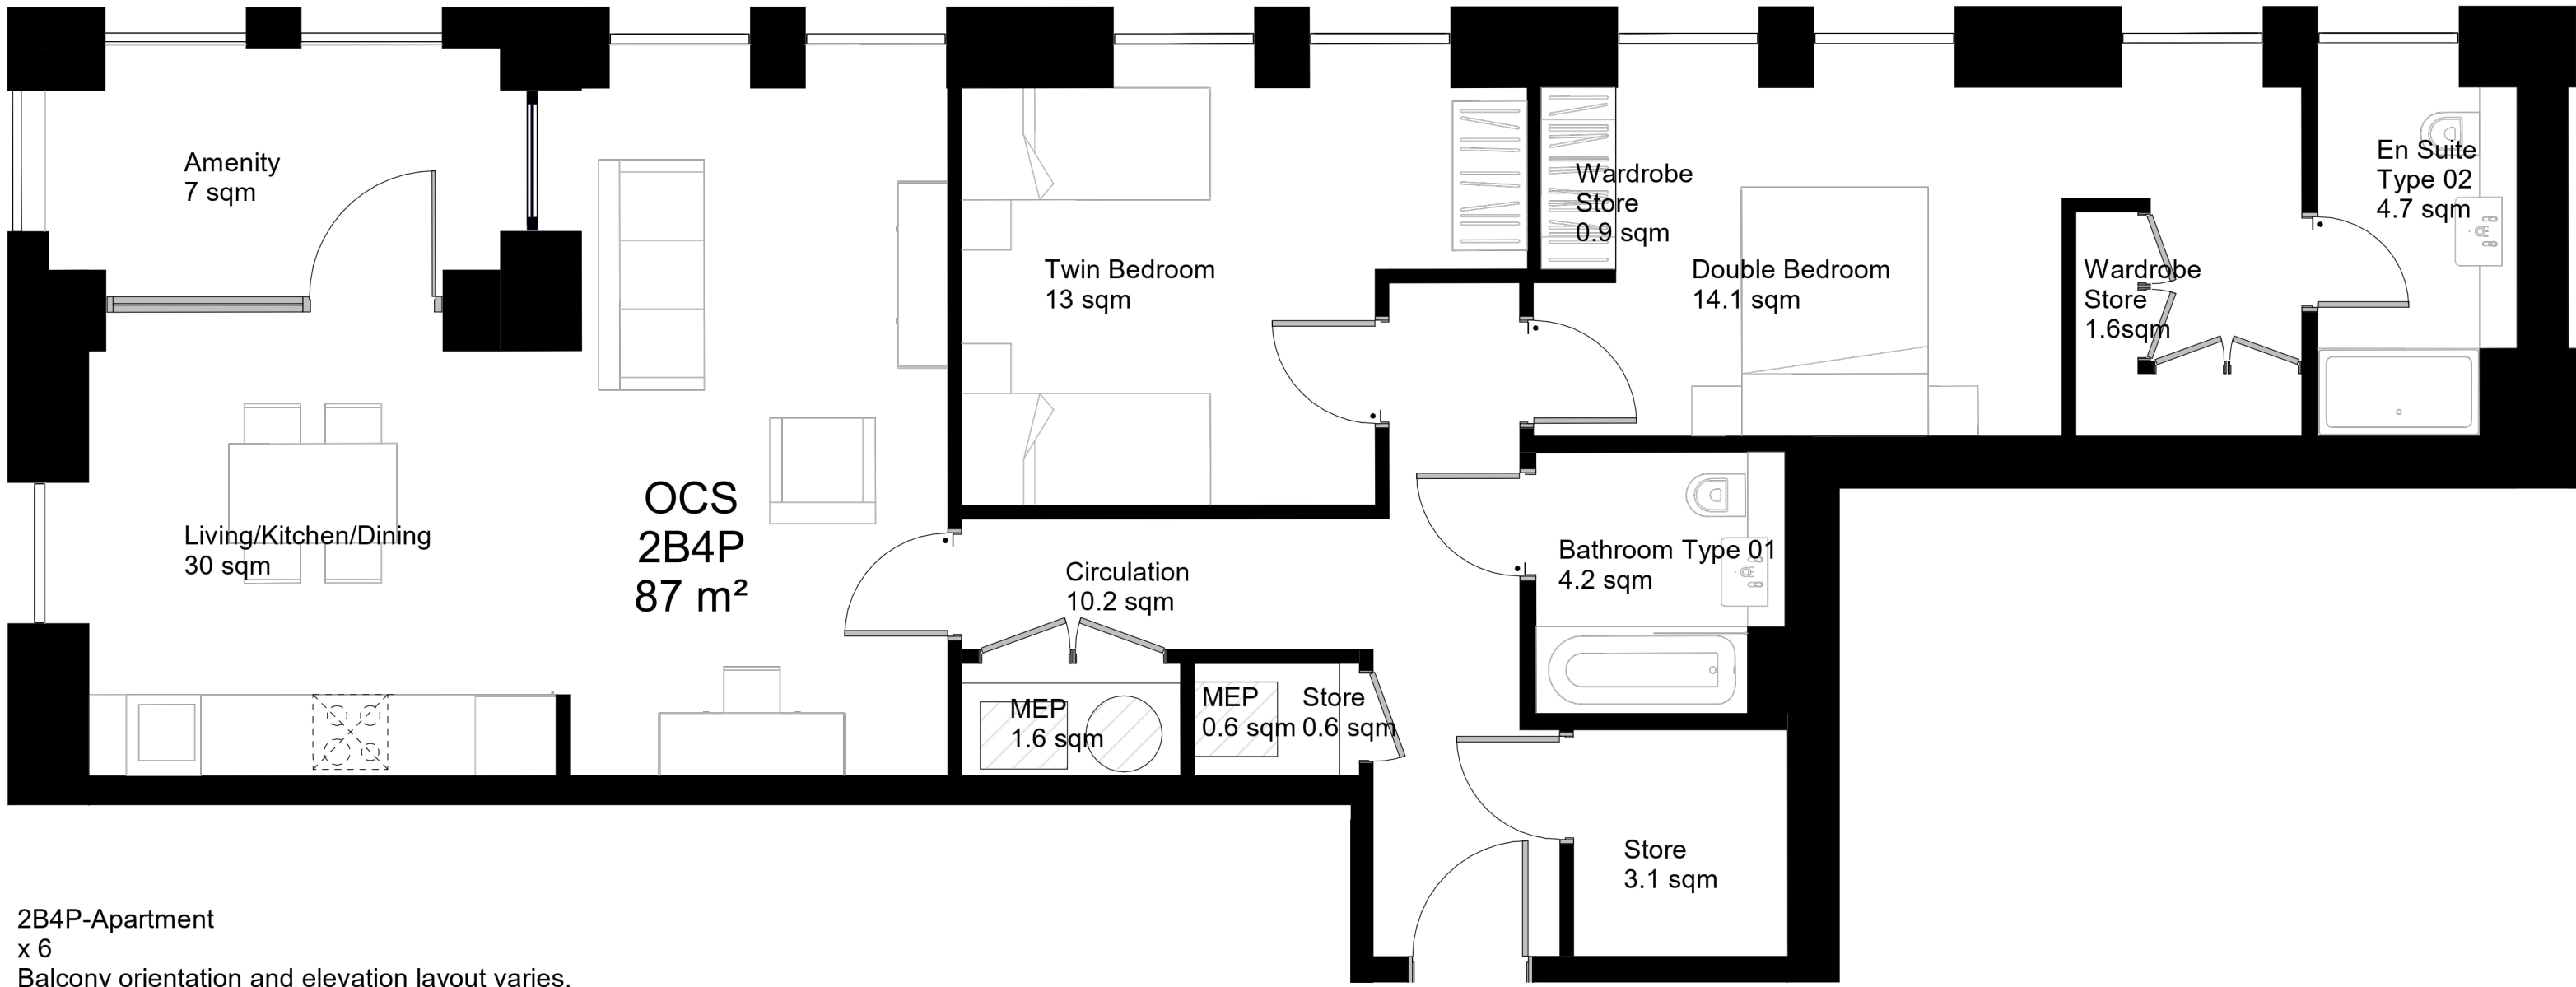 Amenity
7 sqm
Living/Kitchen/Dining
30 sqm
OCS
2B4P
87 m²
Twin Bedroom
13 sqm
Wardrobe
Store
0.9 sqm
Double Bedroom
14.1 sqm
Wardrobe
Store
1.6sqm
En Suite
Type 02
4.7 sqm
Circulation
10.2 sqm
Bathroom Type 01
4.2 sqm
MEP
1.6 sqm
MEP
0.6 sqm
Store
0.6 sqm
Store
3.1 sqm
2B4P-Apartment
x 6
Balcony orientation and elevation layout varies.